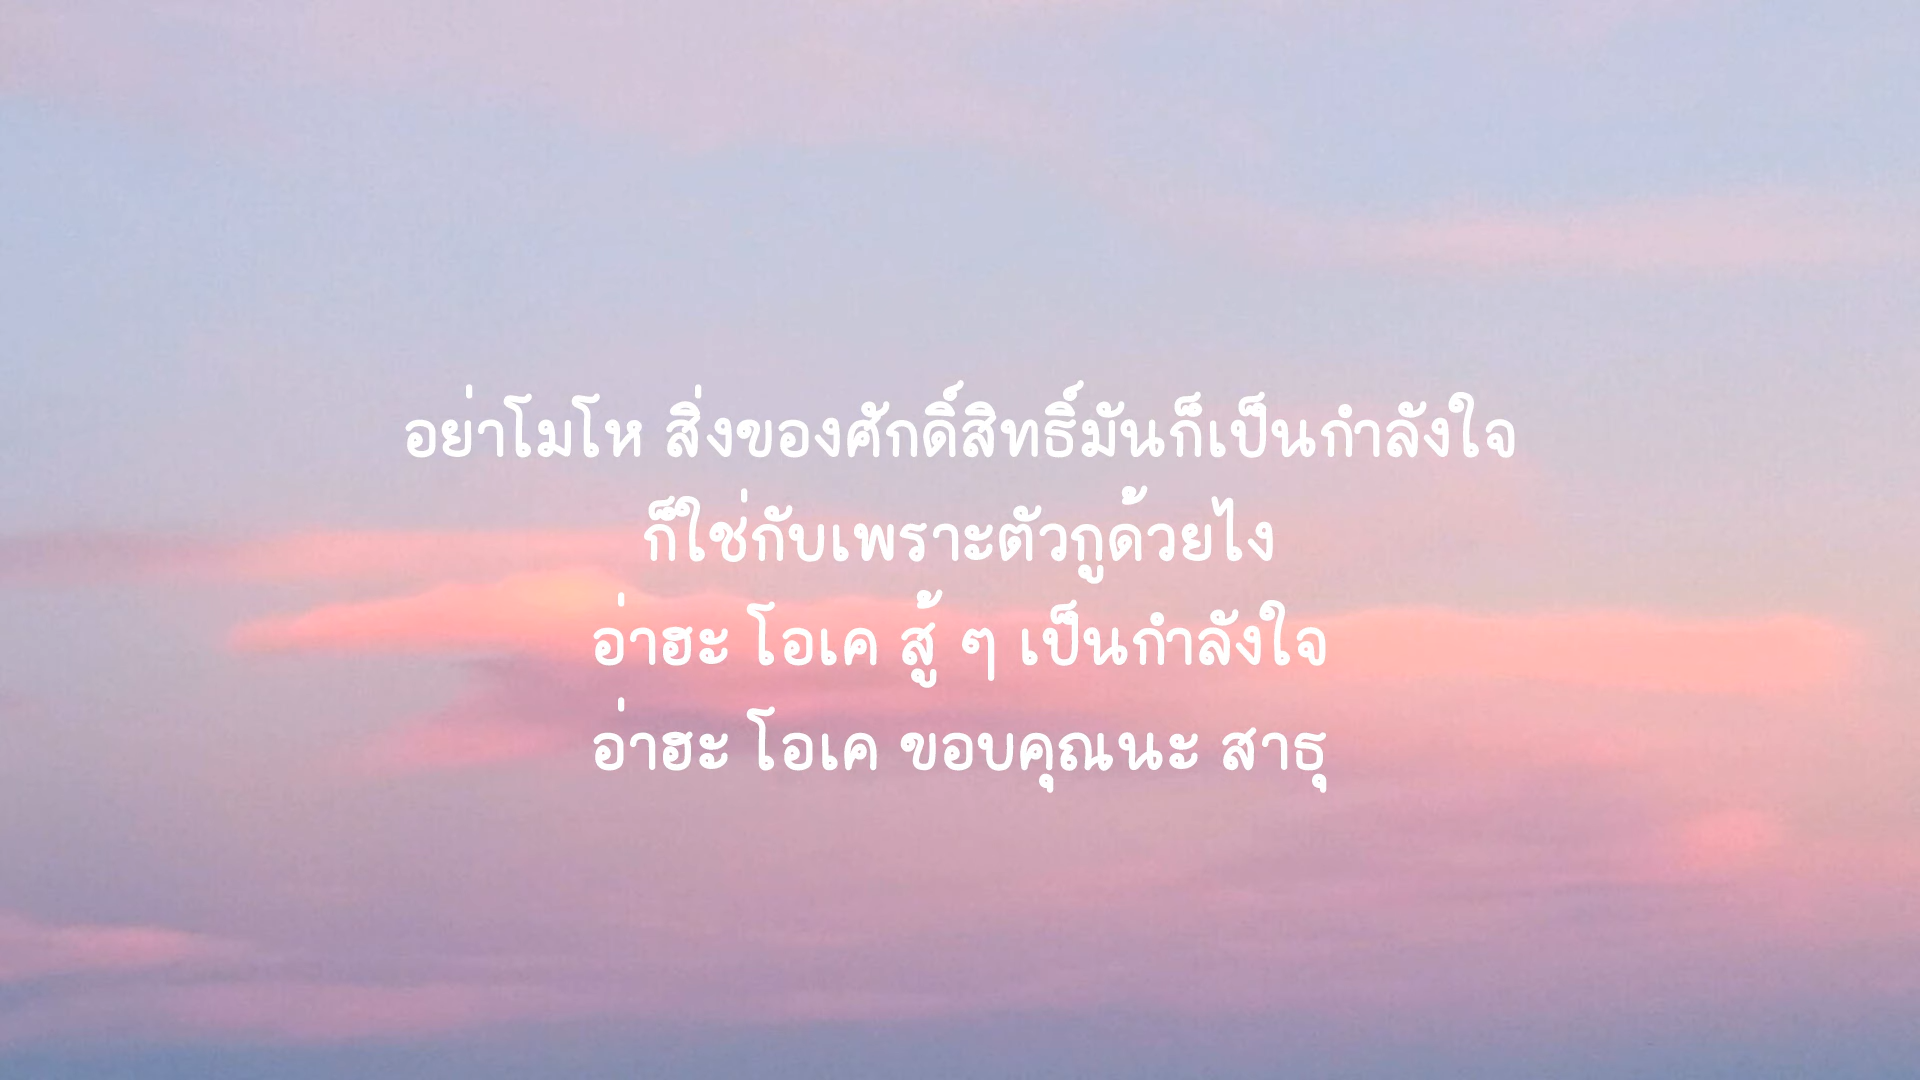 อย่าโมโห สิ่งของศักดิ์สิทธิ์มันก็เป็นกำลังใจ
ก็ใช่กับเพราะตัวกูด้วยไง
อ่าฮะ โอเค สู้ ๆ เป็นกำลังใจ
อ่าฮะ โอเค ขอบคุณนะ สาธุ